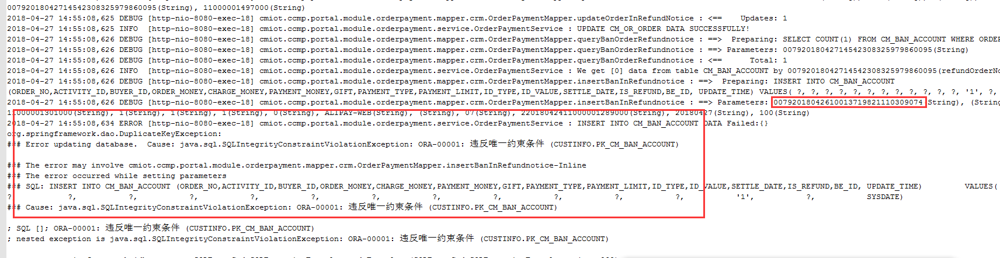 00792018042714542308325979860095(String), 11000001497000(String)
2018-04-27 14:55:08,625 DEBUG [http-nio-8080-exec-18] cmiot.ccmp.portal.module.orderpayment.mapper.crm.OrderPaymentMapper.updateOrderInRefundNotice : <==    Updates: 1
2018-04-27 14:55:08,625 INFO  [http-nio-8080-exec-18] cmiot.ccmp.portal.module.orderpayment.service.OrderPaymentService : UPDATE CM_OR_ORDER DATA SUCCESSFULLY!
2018-04-27 14:55:08,626 DEBUG [http-nio-8080-exec-18] cmiot.ccmp.portal.module.orderpayment.mapper.crm.OrderPaymentMapper.queryBanOrderRefundnotice : ==>  Preparing: SELECT COUNT(1) FROM CM_BAN_ACCOUNT WHERE ORDER
2018-04-27 14:55:08,626 DEBUG [http-nio-8080-exec-18] cmiot.ccmp.portal.module.orderpayment.mapper.crm.OrderPaymentMapper.queryBanOrderRefundnotice : ==> Parameters: 00792018042714542308325979860095(String)
2018-04-27 14:55:08,626 DEBUG [http-nio-8080-exec-18] cmiot.ccmp.portal.module.orderpayment.mapper.crm.OrderPaymentMapper.queryBanOrderRefundnotice : <==      Total: 1
2018-04-27 14:55:08,626 INFO  [http-nio-8080-exec-18] cmiot.ccmp.portal.module.orderpayment.service.OrderPaymentService : We get [0] data from table CM_BAN_ACCOUNT by 00792018042714542308325979860095(refundOrderNo
2018-04-27 14:55:08,626 DEBUG [http-nio-8080-exec-18] cmiot.ccmp.portal.module.orderpayment.mapper.crm.OrderPaymentMapper.insertBanInRefundnotice : ==>  Preparing: INSERT INTO CM_BAN_ACCOUNT
(ORDER_NO,ACTIVITY_ID,BUYER_ID,ORDER_MONEY,CHARGE_MONEY,PAYMENT_MONEY,GIFT,PAYMENT_TYPE,PAYMENT_LIMIT,ID_TYPE,ID_VALUE,SETTLE_DATE,IS_REFUND,BE_ID, UPDATE_TIME) VALUES( ?, ?, ?, ?, ?, ?, ?, ?, ?, ?, ?, ?, '1', ?,
2018-04-27 14:55:08,626 DEBUG [http-nio-8080-exec-18] cmiot.ccmp.portal.module.orderpayment.mapper.crm.OrderPaymentMapper.insertBanInRefundnotice : ==> Parameters: 00792018042610013719821110309074(String), (String
11000001301000(String), 1(String), 1(String), 1(String), 0(String), ALIPAY-WEB(String), (String), 07(String), 22018042411000001289000(String), 20180427(String), 100(String)
2018-04-27 14:55:08,634 ERROR [http-nio-8080-exec-18] cmiot.ccmp.portal.module.orderpayment.service.OrderPaymentService : INSERT INTO CM_BAN_ACCOUNT DATA Failed:{}
org.springframework.dao.DuplicateKeyException:
### Error updating database.  Cause: java.sql.SQLIntegrityConstraintViolationException: ORA-00001: 违反唯一约束条件 (CUSTINFO.PK_CM_BAN_ACCOUNT)
### The error may involve cmiot.ccmp.portal.module.orderpayment.mapper.crm.OrderPaymentMapper.insertBanInRefundnotice-Inline
### The error occurred while setting parameters
### SQL: INSERT INTO CM_BAN_ACCOUNT (ORDER_NO,ACTIVITY_ID,BUYER_ID,ORDER_MONEY,CHARGE_MONEY,PAYMENT_MONEY,GIFT,PAYMENT_TYPE,PAYMENT_LIMIT,ID_TYPE,ID_VALUE,SETTLE_DATE,IS_REFUND,BE_ID, UPDATE_TIME)          VALUES(
?,            ?,           ?,            ?,            ?,            ?,            ?,            ?,            ?,            ?,            ?,            '1',           ?,            SYSDATE)
### Cause: java.sql.SQLIntegrityConstraintViolationException: ORA-00001: 违反唯一约束条件 (CUSTINFO.PK_CM_BAN_ACCOUNT)
; SQL []; ORA-00001: 违反唯一约束条件 (CUSTINFO.PK_CM_BAN_ACCOUNT)
; nested exception is java.sql.SQLIntegrityConstraintViolationException: ORA-00001: 违反唯一约束条件 (CUSTINFO.PK_CM_BAN_ACCOUNT)